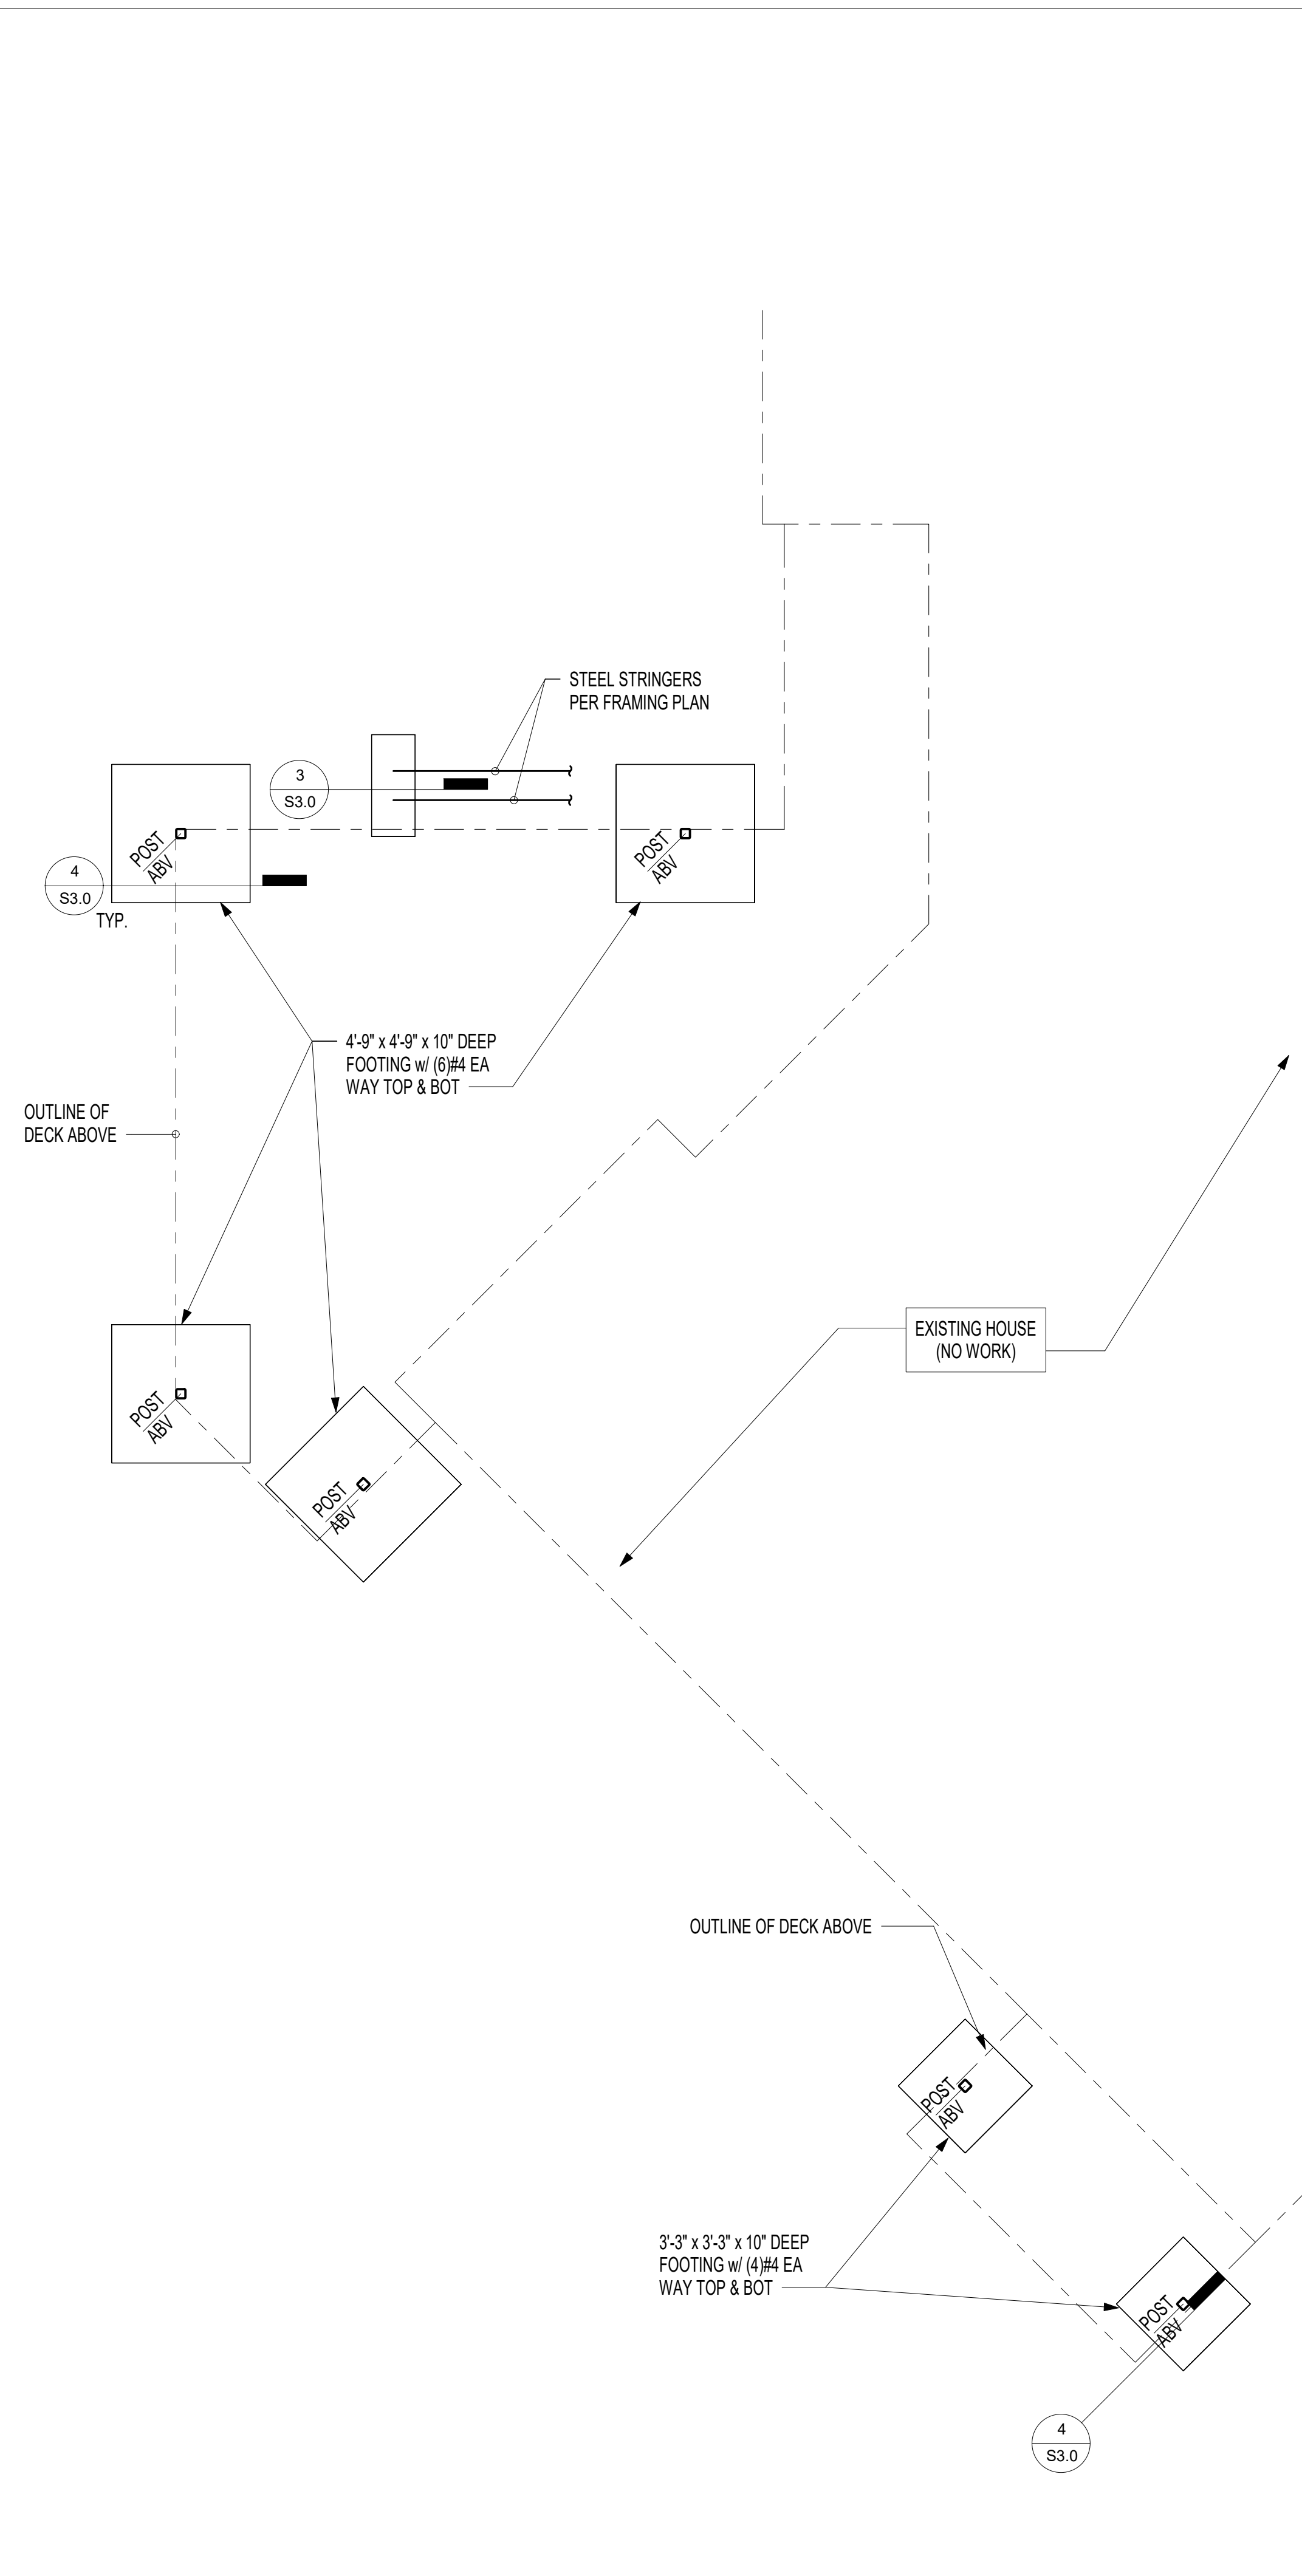 STEEL STRINGERS
PER FRAMING PLAN
3
S3.0
POST
ABV
POST
ABV
4
S3.0
TYP.
4'-9" x 4'-9" x 10" DEEP
FOOTING w/ (6)#4 EA
WAY TOP & BOT
OUTLINE OF
DECK ABOVE
EXISTING HOUSE
(NO WORK)
POST
ABV
POST
ABV
OUTLINE OF DECK ABOVE
POST
ABV
3'-3" x 3'-3" x 10" DEEP
FOOTING w/ (4)#4 EA
WAY TOP & BOT
POST
ABV
4
S3.0